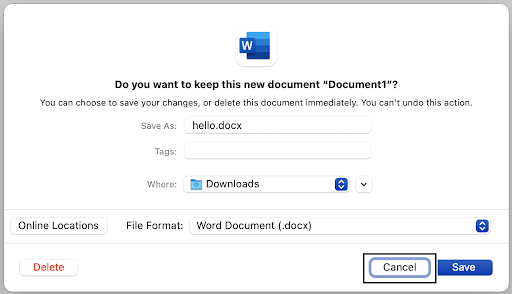 W
Do you want to keep this new document “Document1”?
You can choose to save your changes, or delete this document immediately. You can’t undo this action.
Save As: hello.docx
Tags:
Where: Downloads
Online Locations File Format: Word Document (.docx)
Delete Cancel Save